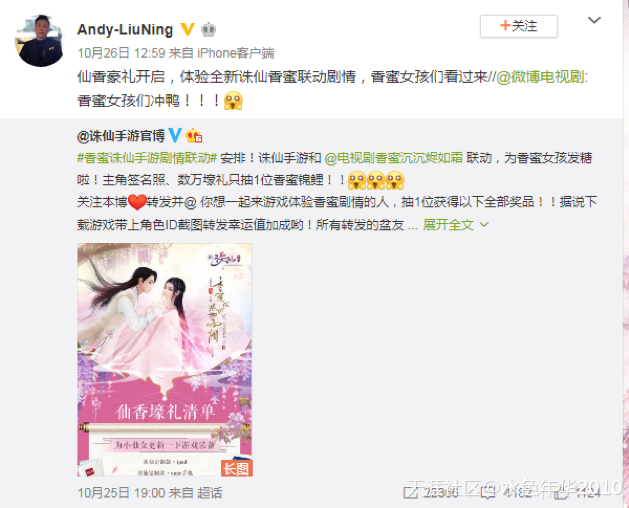 Andy-LiuNing
+关注
10月26日 12:59 来自 iPhone客户端
仙香豪礼开启，体验全新诛仙香蜜联动剧情，香蜜女孩们看过来//@微博电视剧:
香蜜女孩们冲鸭！！！
@诛仙手游官博
#香蜜诛仙手游剧情联动# 安排！诛仙手游和 @电视剧香蜜沉沉烬如霜 联动，为香蜜女孩发糖
啦！主角签名照、数万壕礼只抽1位香蜜锦鲤！！
关注本博❤转发并@ 你想一起来游戏体验香蜜剧情的人，抽1位获得以下全部奖品！！据说下
载游戏带上角色ID截图转发幸运值加成哟！所有转发的盆友 ... 展开全文
仙香壕礼清单
为小仙女更新一下游戏装备
长图
10月25日 19:00 来自 超话
4182
1124
天涯社区@水色年华2010